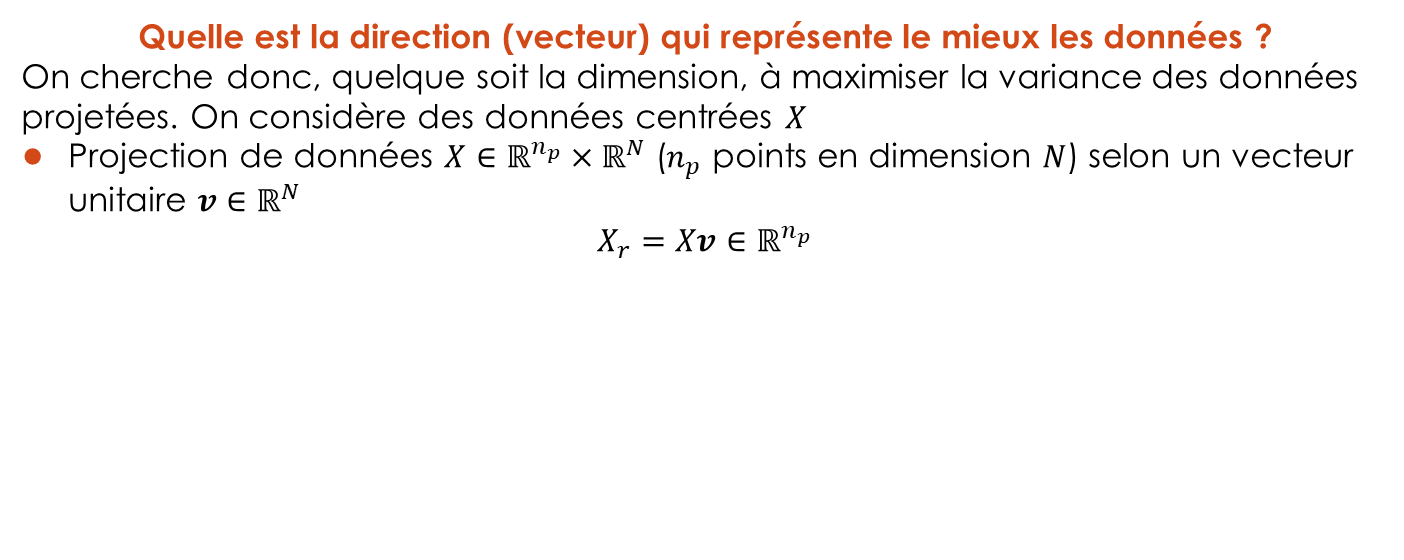 Quelle est la direction (vecteur) qui représente le mieux les données ?
On cherche donc, quelque soit la dimension, à maximiser la variance des données
projetées. On considère des données centrées X
● Projection de données X ∈ ℝ^{n_p} × ℝ^N (n_p points en dimension N) selon un vecteur
unitaire 𝒗 ∈ ℝ^N
X_r = X𝒗 ∈ ℝ^{n_p}